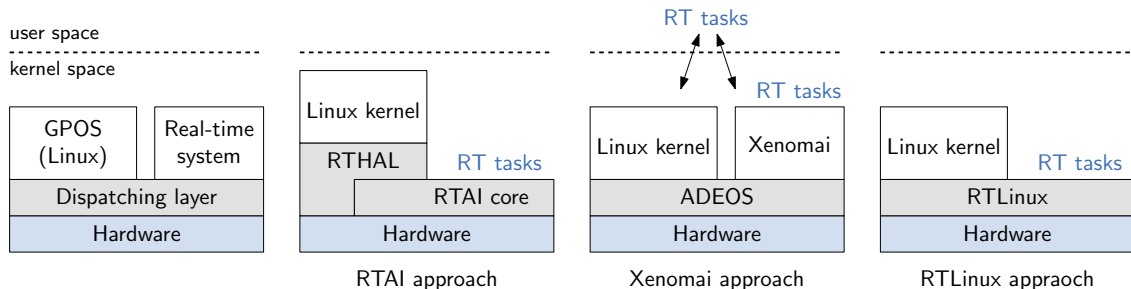 user space
kernel space
GPOS
(Linux)
Real-time
system
Dispatching layer
Hardware
Linux kernel
RTHAL
RT tasks
RTAI core
Hardware
RTAI approach
RT tasks
RT tasks
Linux kernel
Xenomai
ADEOS
Hardware
Xenomai approach
Linux kernel
RT tasks
RTLinux
Hardware
RTLinux appraoch